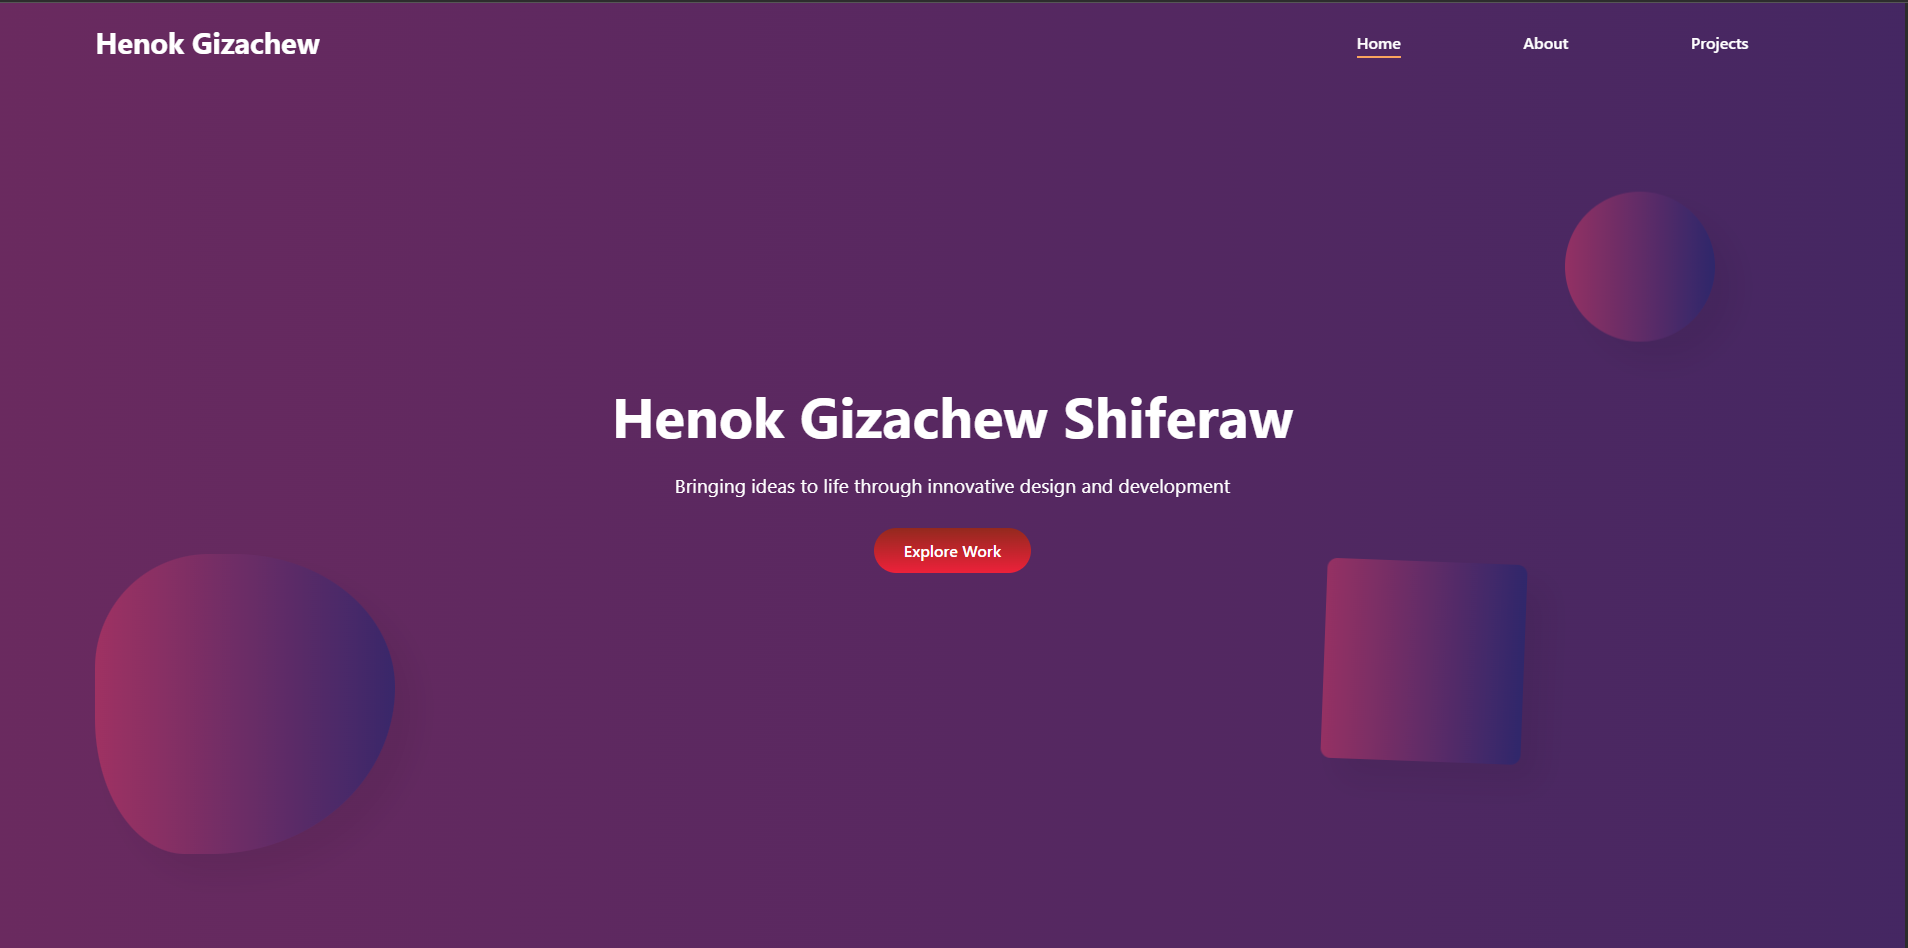 Henok Gizachew
Home
About
Projects
Henok Gizachew Shiferaw
Bringing ideas to life through innovative design and development
Explore Work